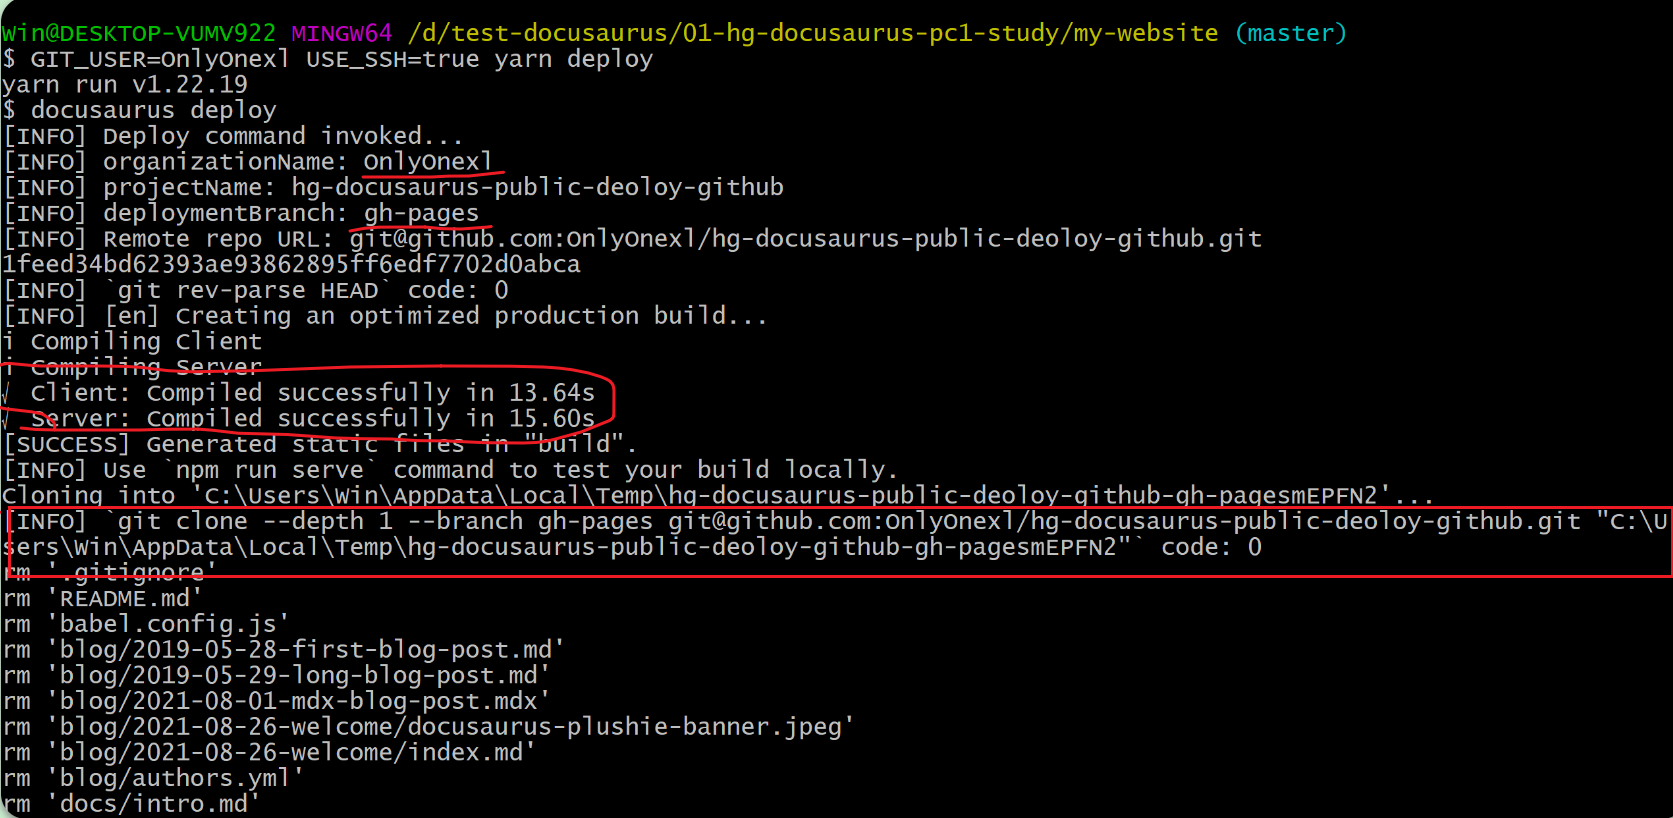 Win@DESKTOP-VUMV922 MINGW64 /d/test-docusaurus/01-hg-docusaurus-pc1-study/my-website (master)
$ GIT_USER=OnlyOnexl USE_SSH=true yarn deploy
yarn run v1.22.19
$ docusaurus deploy
[INFO] Deploy command invoked...
[INFO] organizationName: OnlyOnexl
[INFO] projectName: hg-docusaurus-public-deoloy-github
[INFO] deploymentBranch: gh-pages
[INFO] Remote repo URL: git@github.com:OnlyOnexl/hg-docusaurus-public-deoloy-github.git
1feed34bd62393ae93862895ff6edf7702d0abca
[INFO] `git rev-parse HEAD` code: 0
[INFO] [en] Creating an optimized production build...
i Compiling Client
i Compiling Server
√ Client: Compiled successfully in 13.64s
√ Server: Compiled successfully in 15.60s
[SUCCESS] Generated static files in "build".
[INFO] Use `npm run serve` command to test your build locally.
Cloning into 'C:\Users\Win\AppData\Local\Temp\hg-docusaurus-public-deoloy-github-gh-pagesmEPFN2'...
[INFO] `git clone --depth 1 --branch gh-pages git@github.com:OnlyOnexl/hg-docusaurus-public-deoloy-github.git "C:\U
sers\Win\AppData\Local\Temp\hg-docusaurus-public-deoloy-github-gh-pagesmEPFN2"` code: 0
rm '.gitignore'
rm 'README.md'
rm 'babel.config.js'
rm 'blog/2019-05-28-first-blog-post.md'
rm 'blog/2019-05-29-long-blog-post.md'
rm 'blog/2021-08-01-mdx-blog-post.mdx'
rm 'blog/2021-08-26-welcome/docusaurus-plushie-banner.jpeg'
rm 'blog/2021-08-26-welcome/index.md'
rm 'blog/authors.yml'
rm 'docs/intro.md'